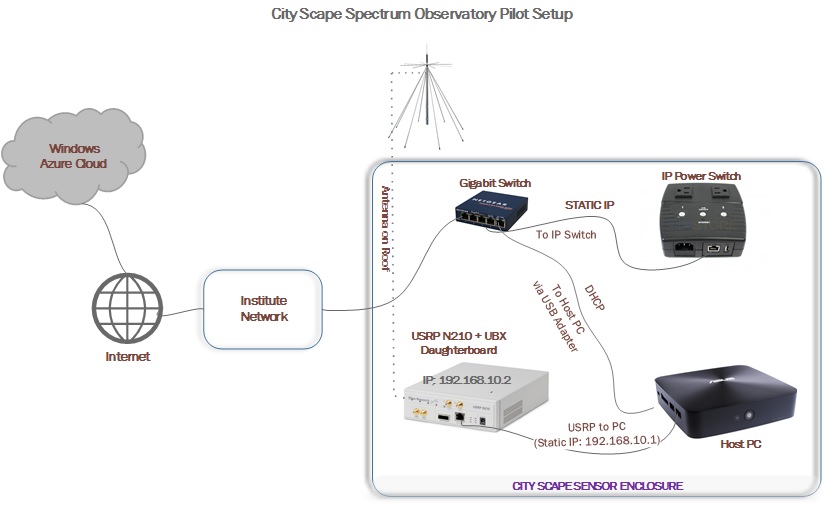 City Scape Spectrum Observatory Pilot Setup
Windows
Azure Cloud
Internet
Institute
Network
Antenna on Roof
Gigabit Switch
NETGEAR
STATIC IP
To IP Switch
IP Power Switch
DHCP
To Host PC
via USB Adapter
USRP N210 + UBX
Daughterboard
IP; 192.168.10.2
USRP to PC
(Static IP: 192.168.10.1)
Host PC
CITY SCAPE SENSOR ENCLOSURE